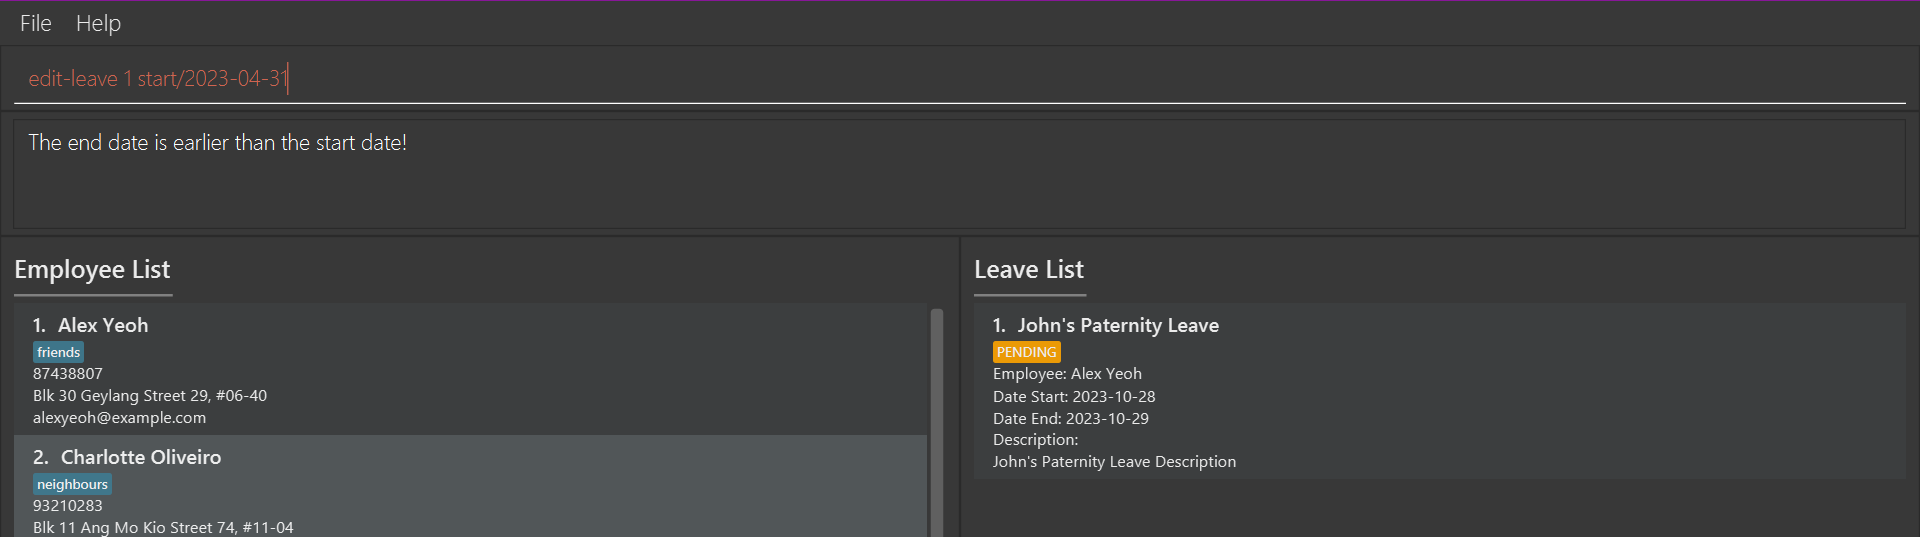 File Help
edit-leave 1 start/2023-04-31
The end date is earlier than the start date!
Employee List
1. Alex Yeoh
friends
87438807
Blk 30 Geylang Street 29, #06-40
alexyeoh@example.com
2. Charlotte Oliveiro
neighbours
93210283
Blk 11 Ang Mo Kio Street 74, #11-04
Leave List
1. John's Paternity Leave
PENDING
Employee: Alex Yeoh
Date Start: 2023-10-28
Date End: 2023-10-29
Description:
John's Paternity Leave Description